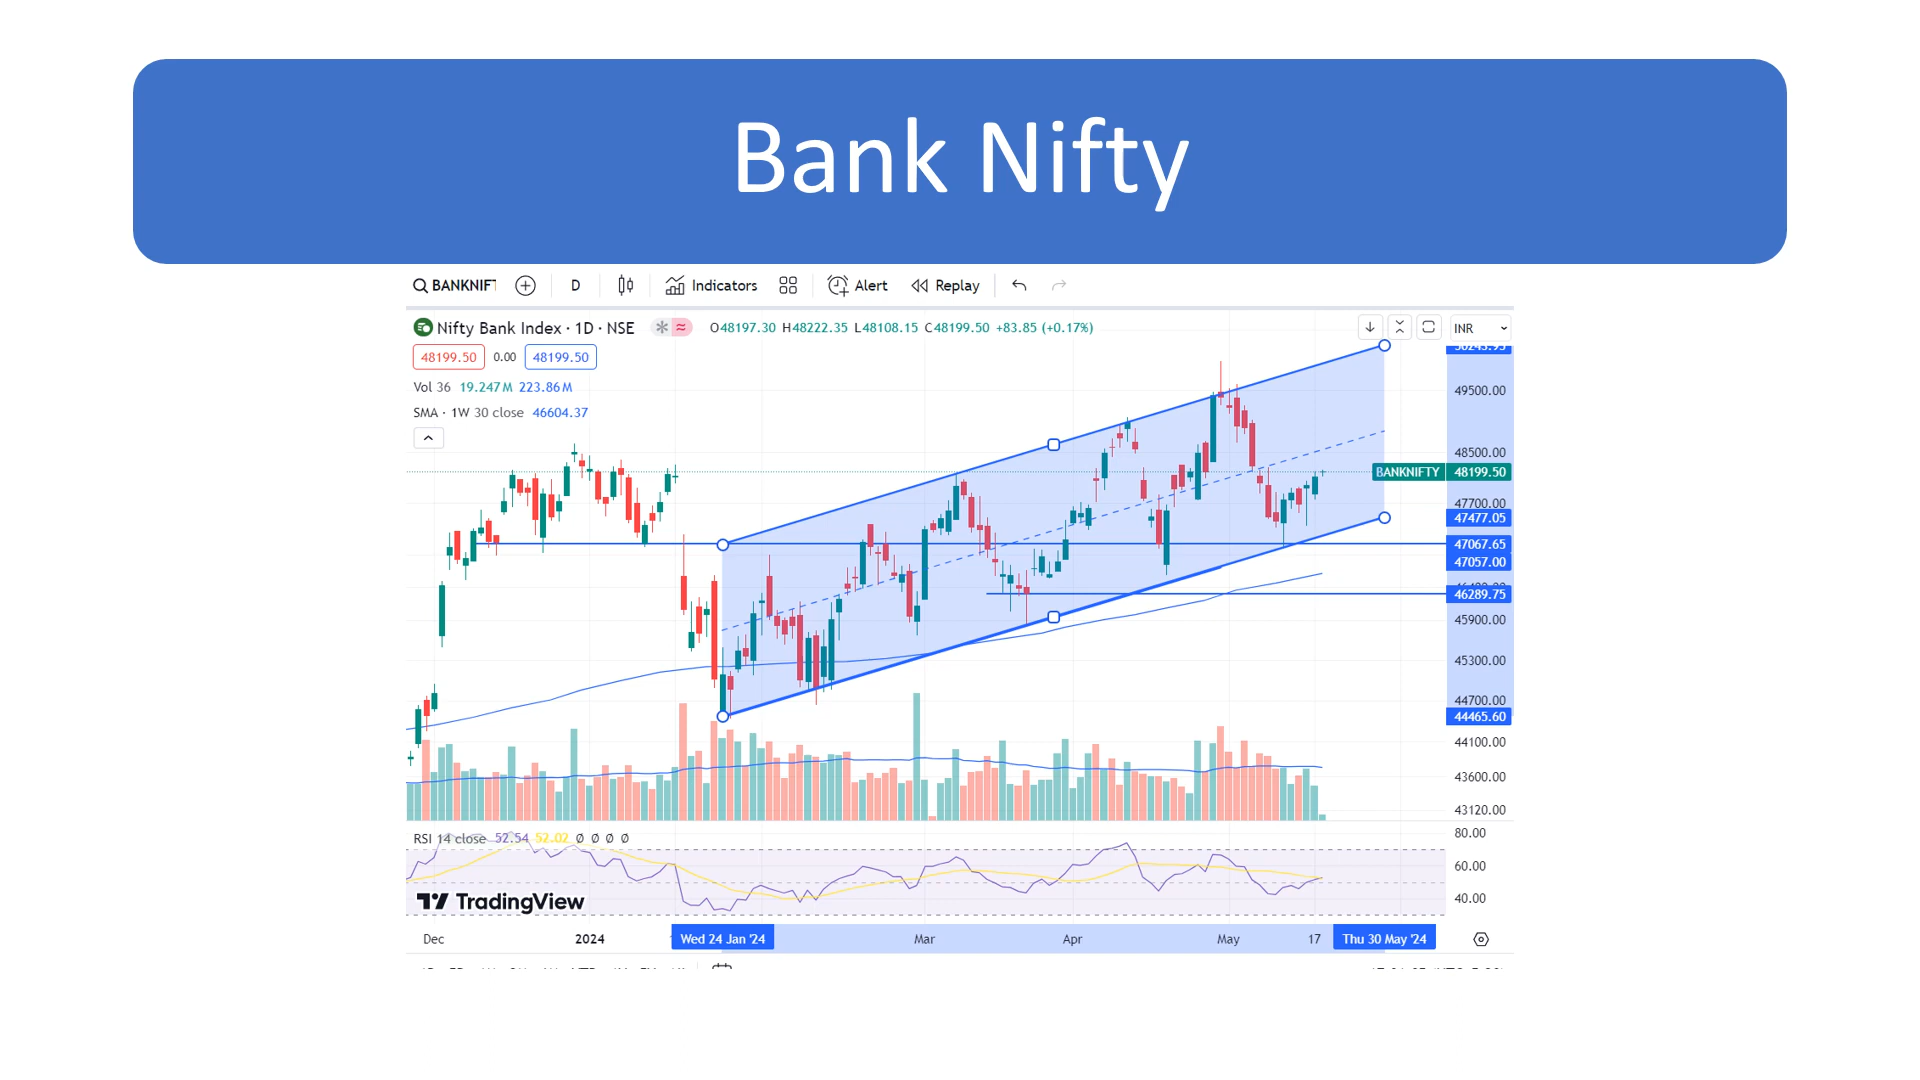 Bank Nifty
BANKNIFT D Indicators Alert Replay
Nifty Bank Index · 1D · NSE O48197.30 H48222.35 L48108.15 C48199.50 +83.85 (+0.17%) INR
48199.50 0.00 48199.50
Vol 36 19.247M 223.86M
SMA · 1W 30 close 46604.37
49500.00
48500.00
BANKNIFTY 48199.50
47700.00
47477.05
47067.65
47057.00
46289.75
45900.00
45300.00
44700.00
44465.60
44100.00
43600.00
43120.00
RSI 14 close 52.54 52.02 Ø Ø Ø Ø
80.00
60.00
40.00
TradingView
Dec 2024 Wed 24 Jan '24 Mar Apr May 17 Thu 30 May '24